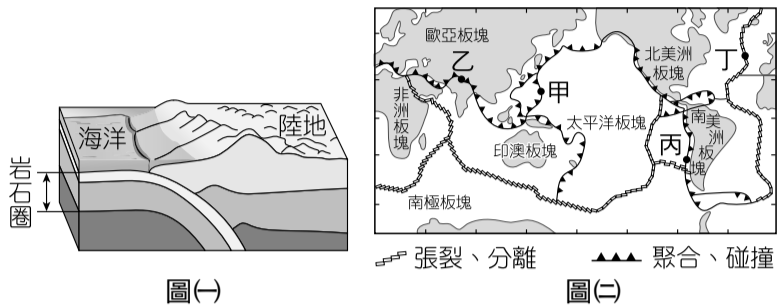 海洋
陸地
岩石圈
圖㈠
歐亞板塊
北美洲板塊
丁
乙
甲
非洲板塊
太平洋板塊
南美洲板塊
印澳板塊
丙
南極板塊
張裂、分離
聚合、碰撞
圖㈡